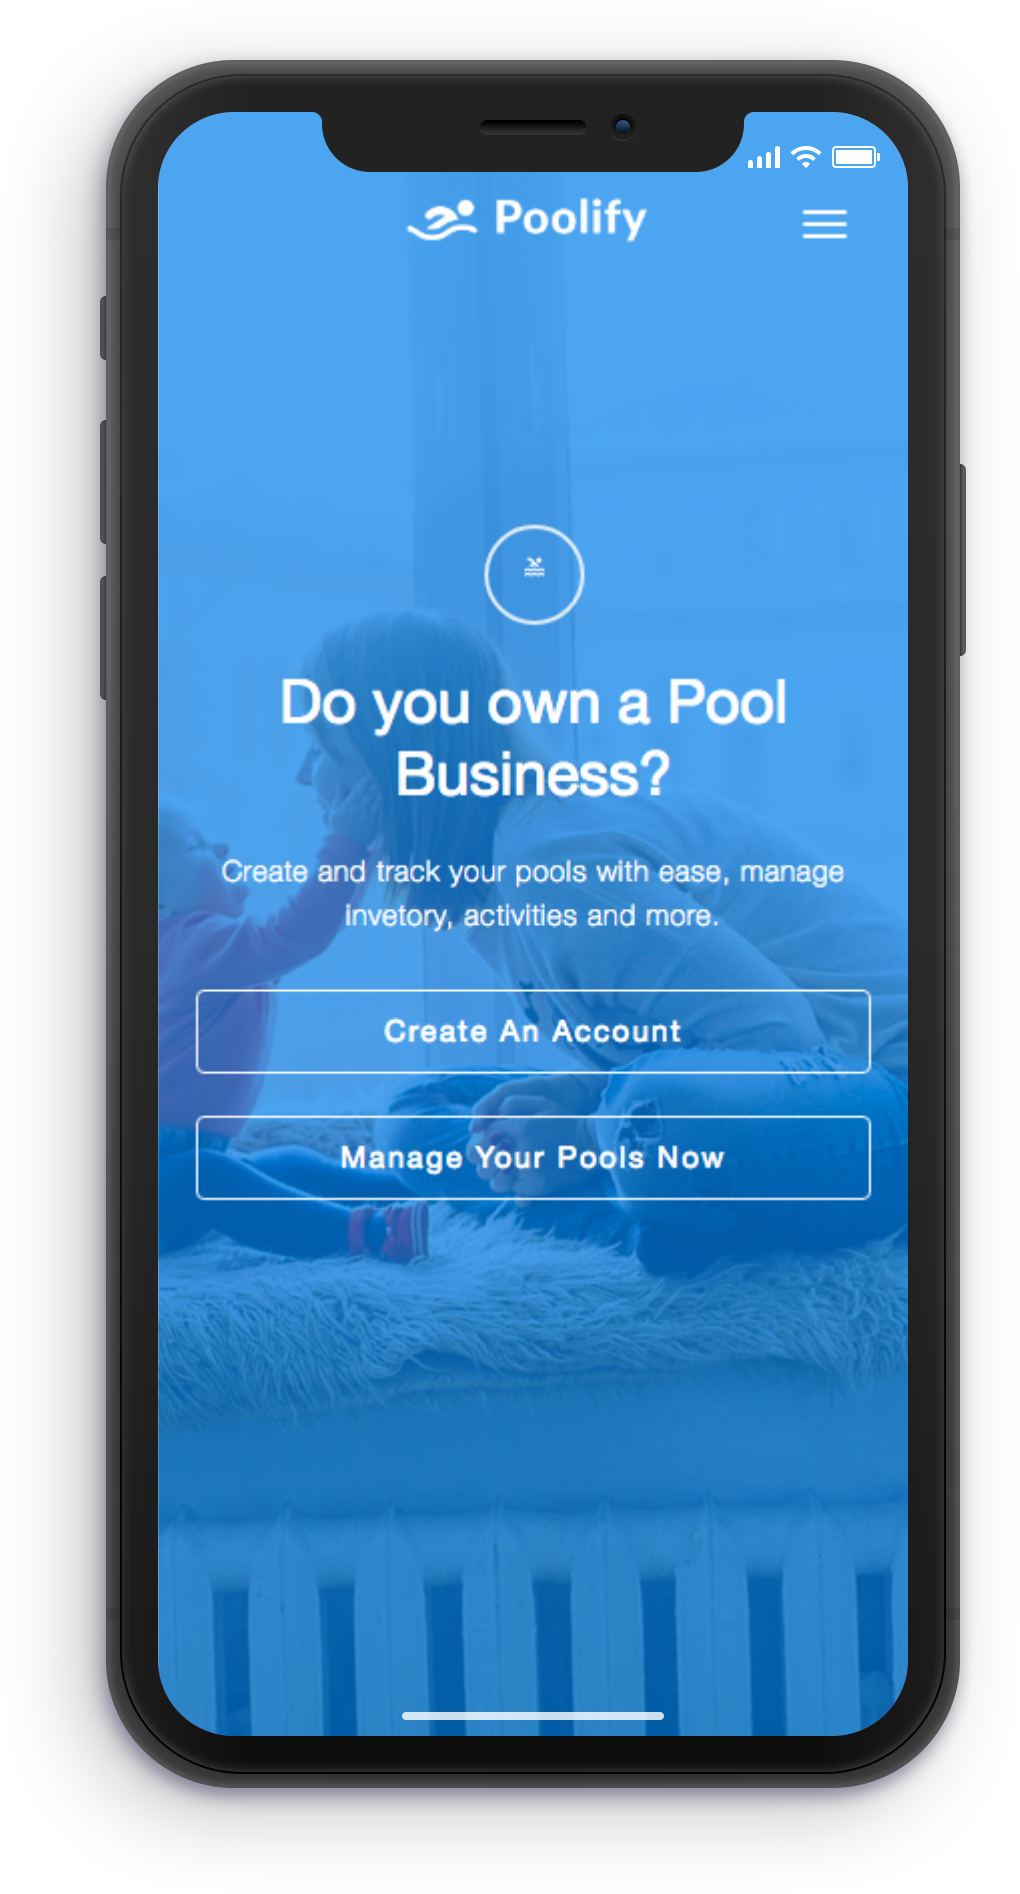 Poolify
Do you own a Pool
Business?
Create and track your pools with ease, manage
invetory, activities and more.
Create An Account
Manage Your Pools Now